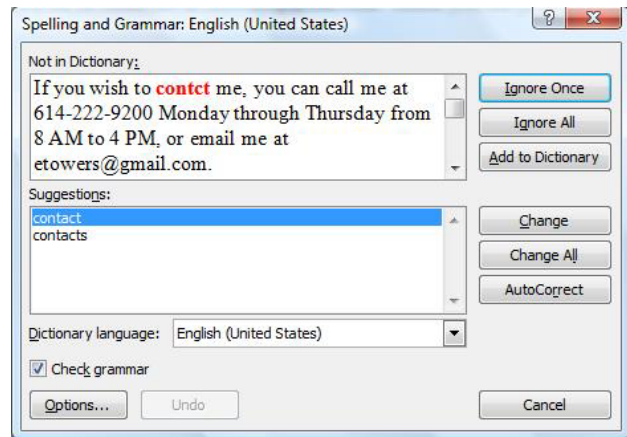 Spelling and Grammar: English (United States)
Not in Dictionary:
If you wish to contct me, you can call me at
614-222-9200 Monday through Thursday from
8 AM to 4 PM, or email me at
etowers@gmail.com.
Ignore Once
Ignore All
Add to Dictionary
Suggestions:
contact
contacts
Change
Change All
AutoCorrect
Dictionary language: English (United States)
Check grammar
Options... Undo Cancel